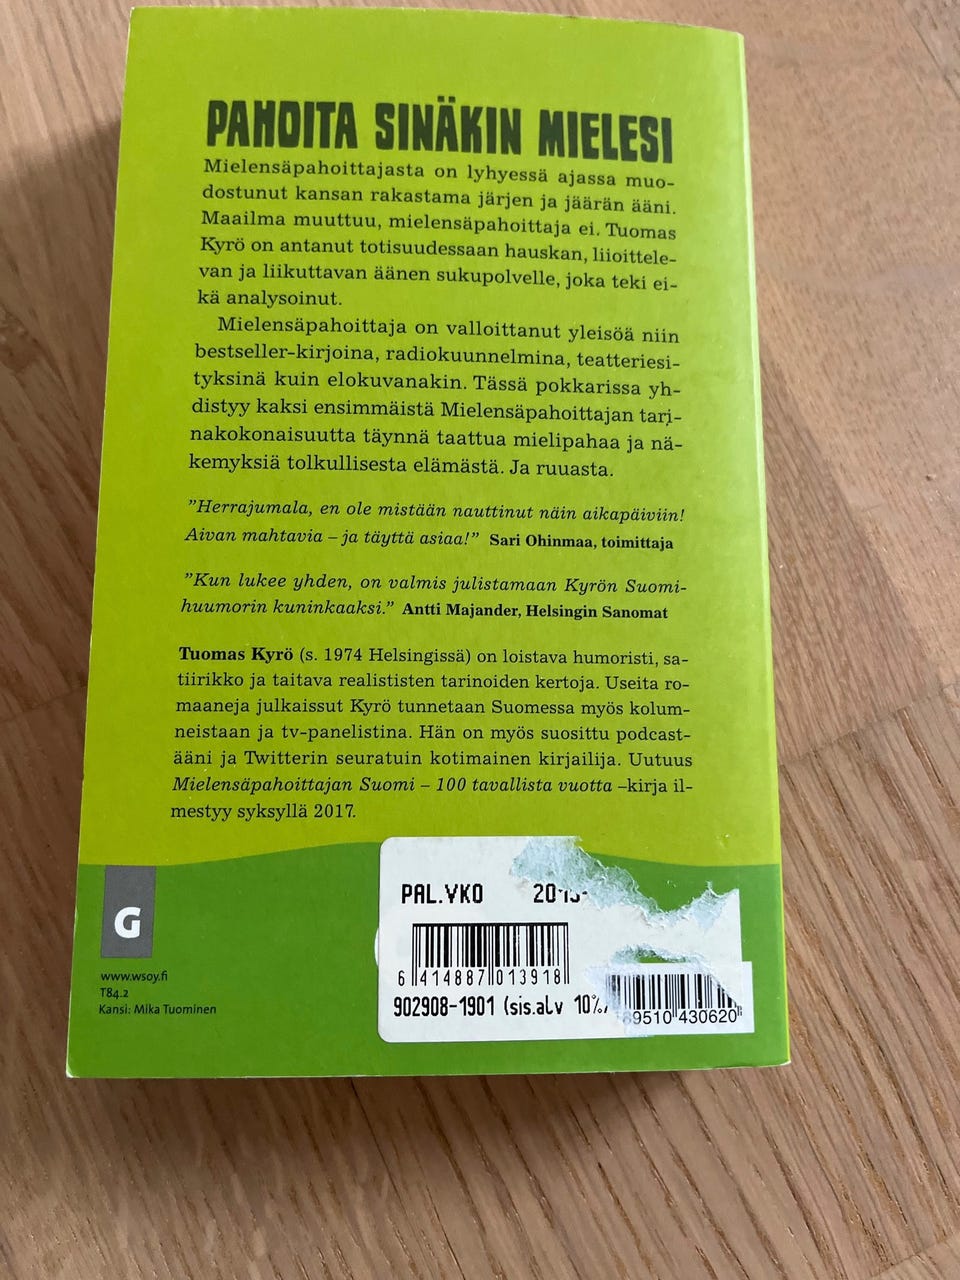 PAHOITA SINÄKIN MIELESI
Mielensäpahoittajasta on lyhyessä ajassa muo-
dostunut kansan rakastama järjen ja jäärän ääni.
Maailma muuttuu, mielensäpahoittaja ei. Tuomas
Kyrö on antanut totisuudessaan hauskan, liioittele-
van ja liikuttavan äänen sukupolvelle, joka teki ei-
kä analysoinut.
Mielensäpahoittaja on valloittanut yleisöä niin
bestseller-kirjoina, radiokuunnelmina, teatteriesi-
tyksinä kuin elokuvanakin. Tässä pokkarissa yh-
distyy kaksi ensimmäistä Mielensäpahoittajan tari-
nakokonaisuutta täynnä taattua mielipahaa ja nä-
kemyksiä tolkullisesta elämästä. Ja ruuasta.
”Herrajumala, en ole mistään nauttinut näin aikapäiviin!
Aivan mahtavia – ja täyttä asiaa!” Sari Ohinmaa, toimittaja
”Kun lukee yhden, on valmis julistamaan Kyrön Suomi-
huumorin kuninkaaksi.” Antti Majander, Helsingin Sanomat
Tuomas Kyrö (s. 1974 Helsingissä) on loistava humoristi, sa-
tiirikko ja taitava realististen tarinoiden kertoja. Useita ro-
maaneja julkaissut Kyrö tunnetaan Suomessa myös kolum-
neistaan ja tv-panelistina. Hän on myös suosittu podcast-
ääni ja Twitterin seuratuin kotimainen kirjailija. Uutuus
Mielensäpahoittajan Suomi – 100 tavallista vuotta –kirja il-
mestyy syksyllä 2017.
PAL.VKO
6 414887 013918
902908-1901 (sis.alv 10%
89510 430620
G
www.wsoy.fi
T84.2
Kansi: Mika Tuominen